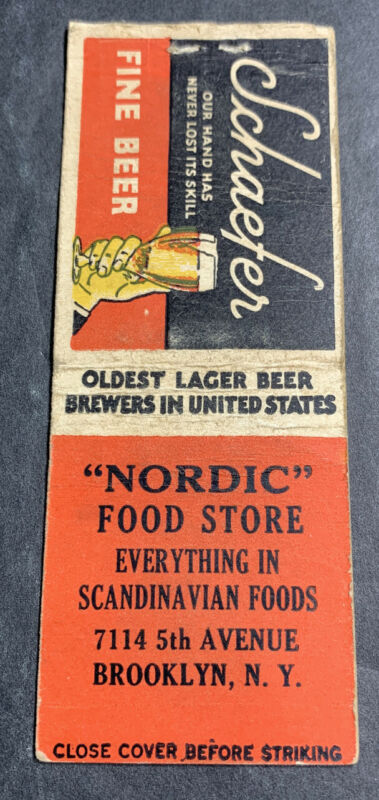 Schaefer
OUR HAND HAS
NEVER LOST ITS SKILL
FINE BEER
OLDEST LAGER BEER
BREWERS IN UNITED STATES
"NORDIC"
FOOD STORE
EVERYTHING IN
SCANDINAVIAN FOODS
7114 5th AVENUE
BROOKLYN, N. Y.
CLOSE COVER BEFORE STRIKING